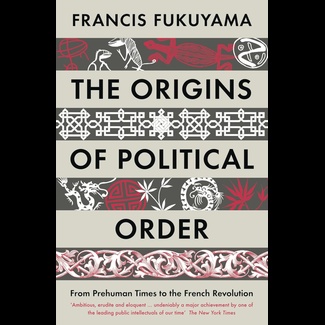 FRANCIS FUKUYAMA
THE ORIGINS
OF POLITICAL
ORDER
From Prehuman Times to the French Revolution
'Ambitious, erudite and eloquent ... undeniably a major achievement by one of
the leading public intellectuals of our time' The New York Times